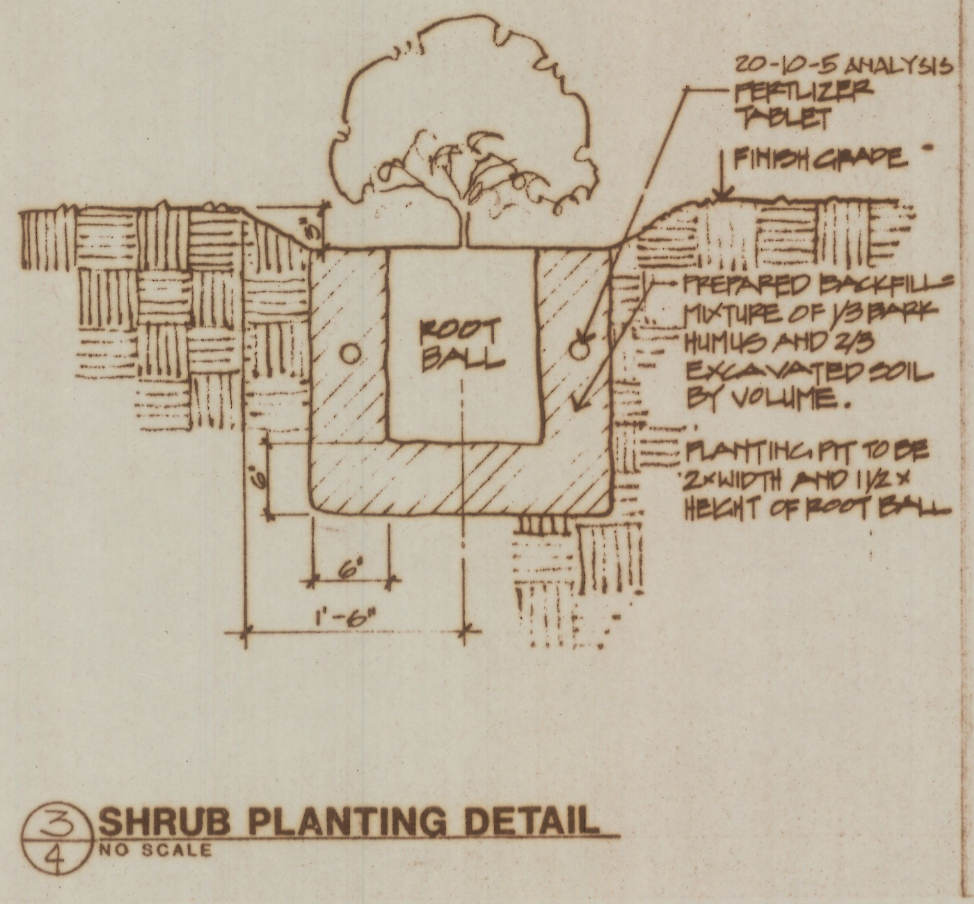 20-10-5 ANALYSIS
FERTLIZER
TABLET
FINISH GRADE
3"
ROOT
BALL
PREPARED BACKFILL=
MIXTURE OF 1/3 BARK
HUMUS AND 2/3
EXCAVATED SOIL
BY VOLUME.
PLANTING PIT TO BE
2x WIDTH AND 1 1/2 x
HEIGHT OF ROOT BALL
6"
6"
1'-6"
3
4
SHRUB PLANTING DETAIL
NO SCALE